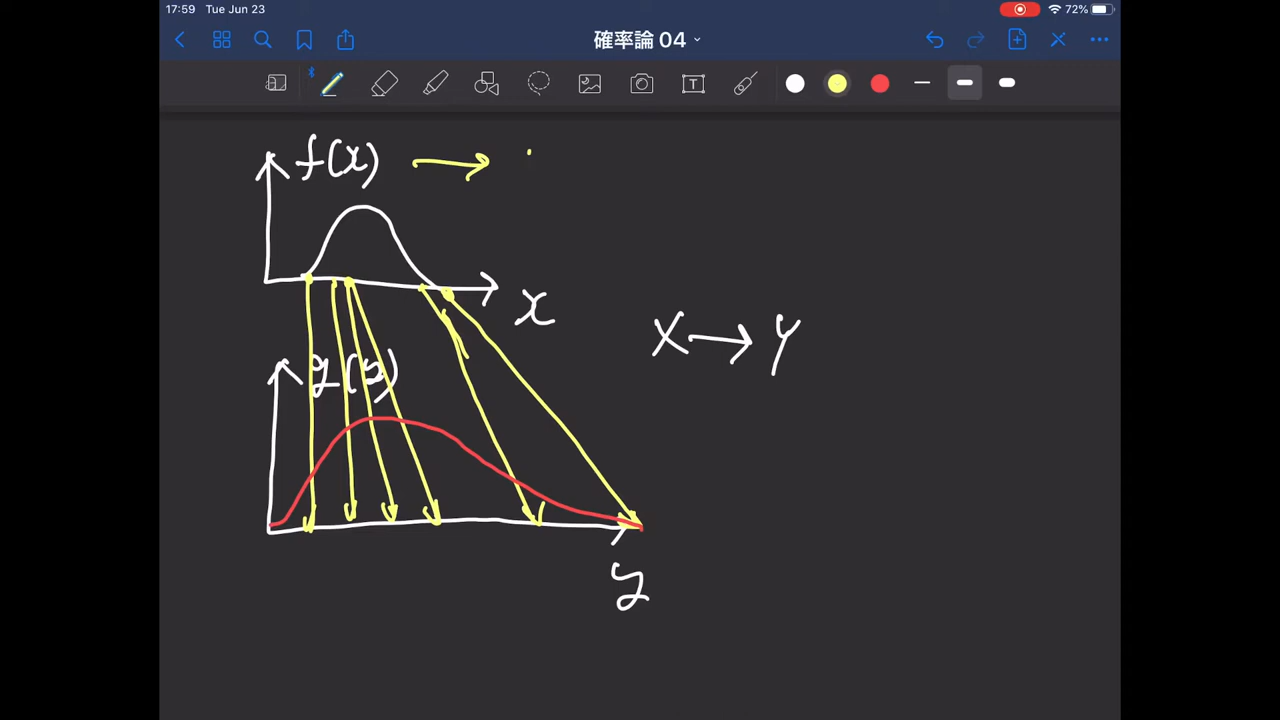 17:59 Tue Jun 23 72%
確率論 04
T
f(x)
x
X → Y
g(y)
y